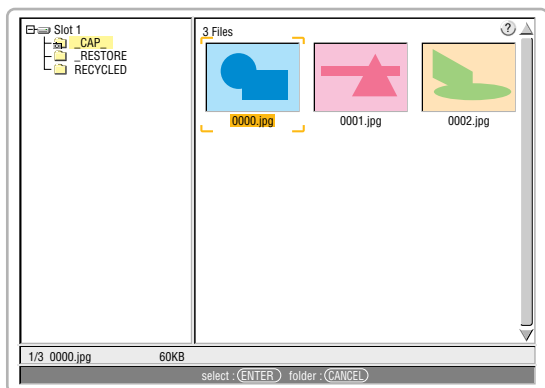 Slot 1
_CAP_
_RESTORE
RECYCLED
3 Files
?
0000.jpg 0001.jpg 0002.jpg
1/3 0000.jpg 60KB
select : ENTER folder : CANCEL